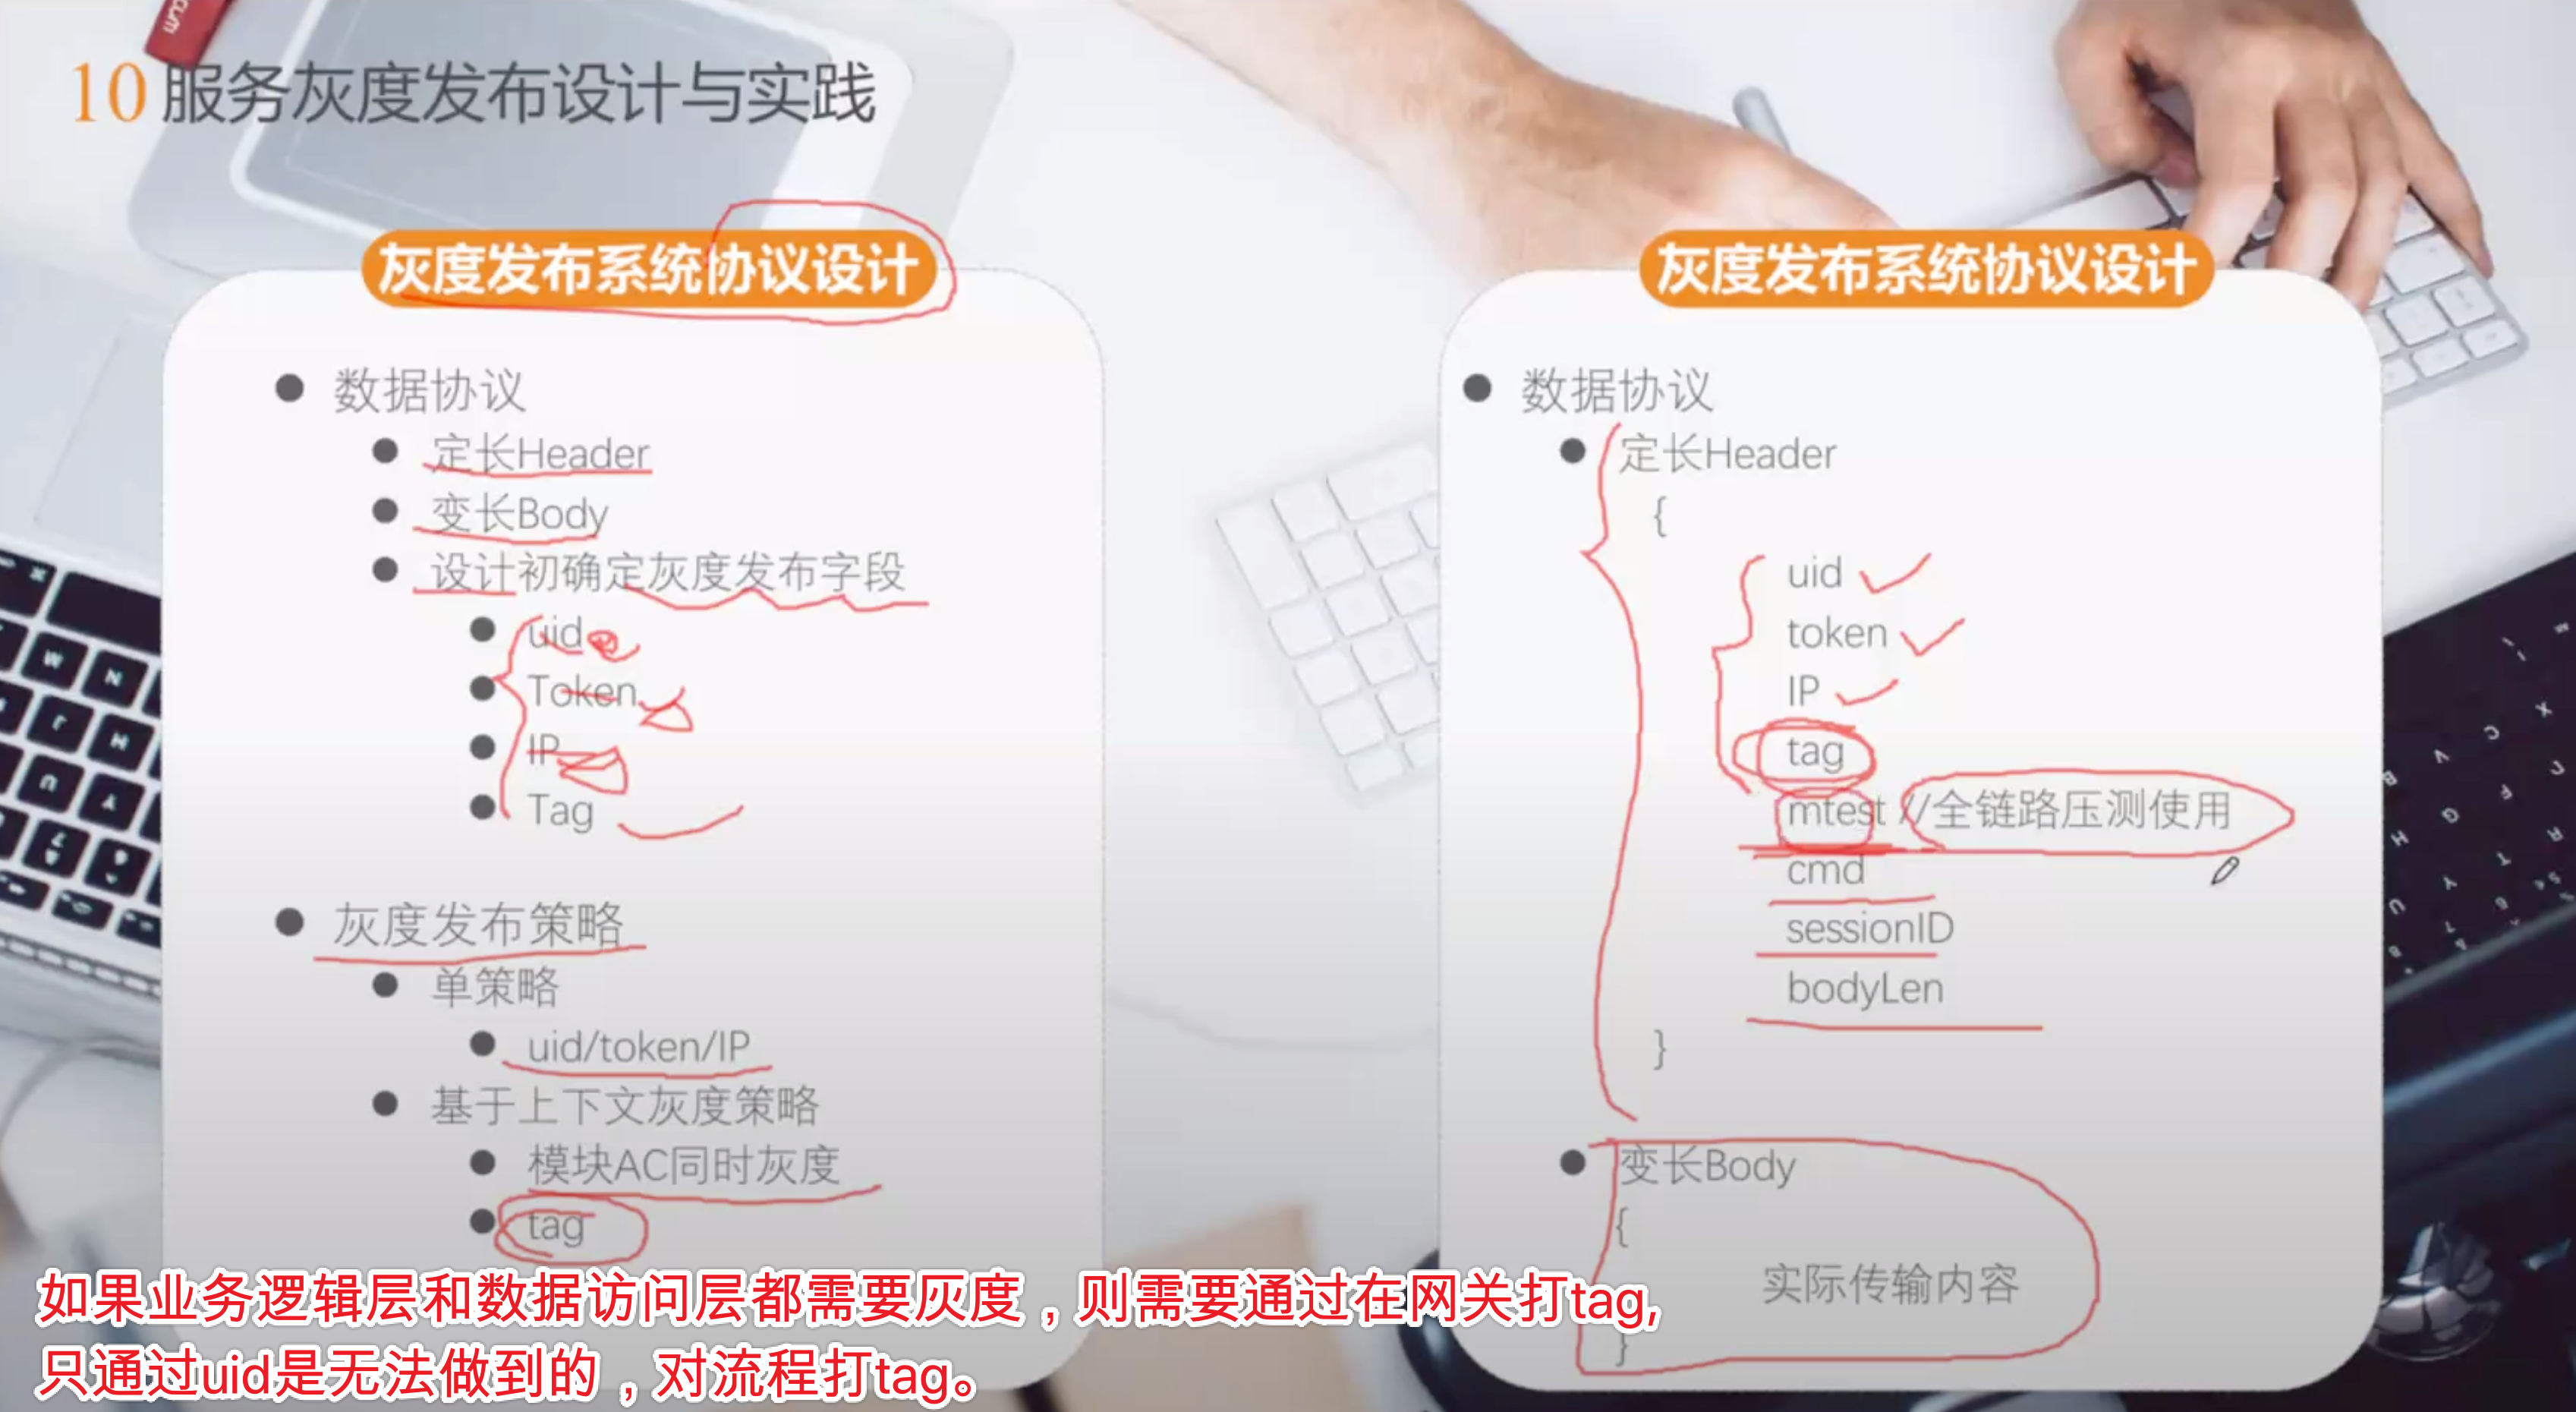 10 服务灰度发布设计与实践
灰度发布系统协议设计
数据协议
定长Header
变长Body
设计初确定灰度发布字段
uid
Token
IP
Tag
灰度发布策略
单策略
uid/token/IP
基于上下文灰度策略
模块AC同时灰度
tag
灰度发布系统协议设计
数据协议
定长Header
{
uid
token
IP
tag
mtest //全链路压测使用
cmd
sessionID
bodyLen
}
变长Body
{
实际传输内容
}
如果业务逻辑层和数据访问层都需要灰度，则需要通过在网关打tag,
只通过uid是无法做到的，对流程打tag。